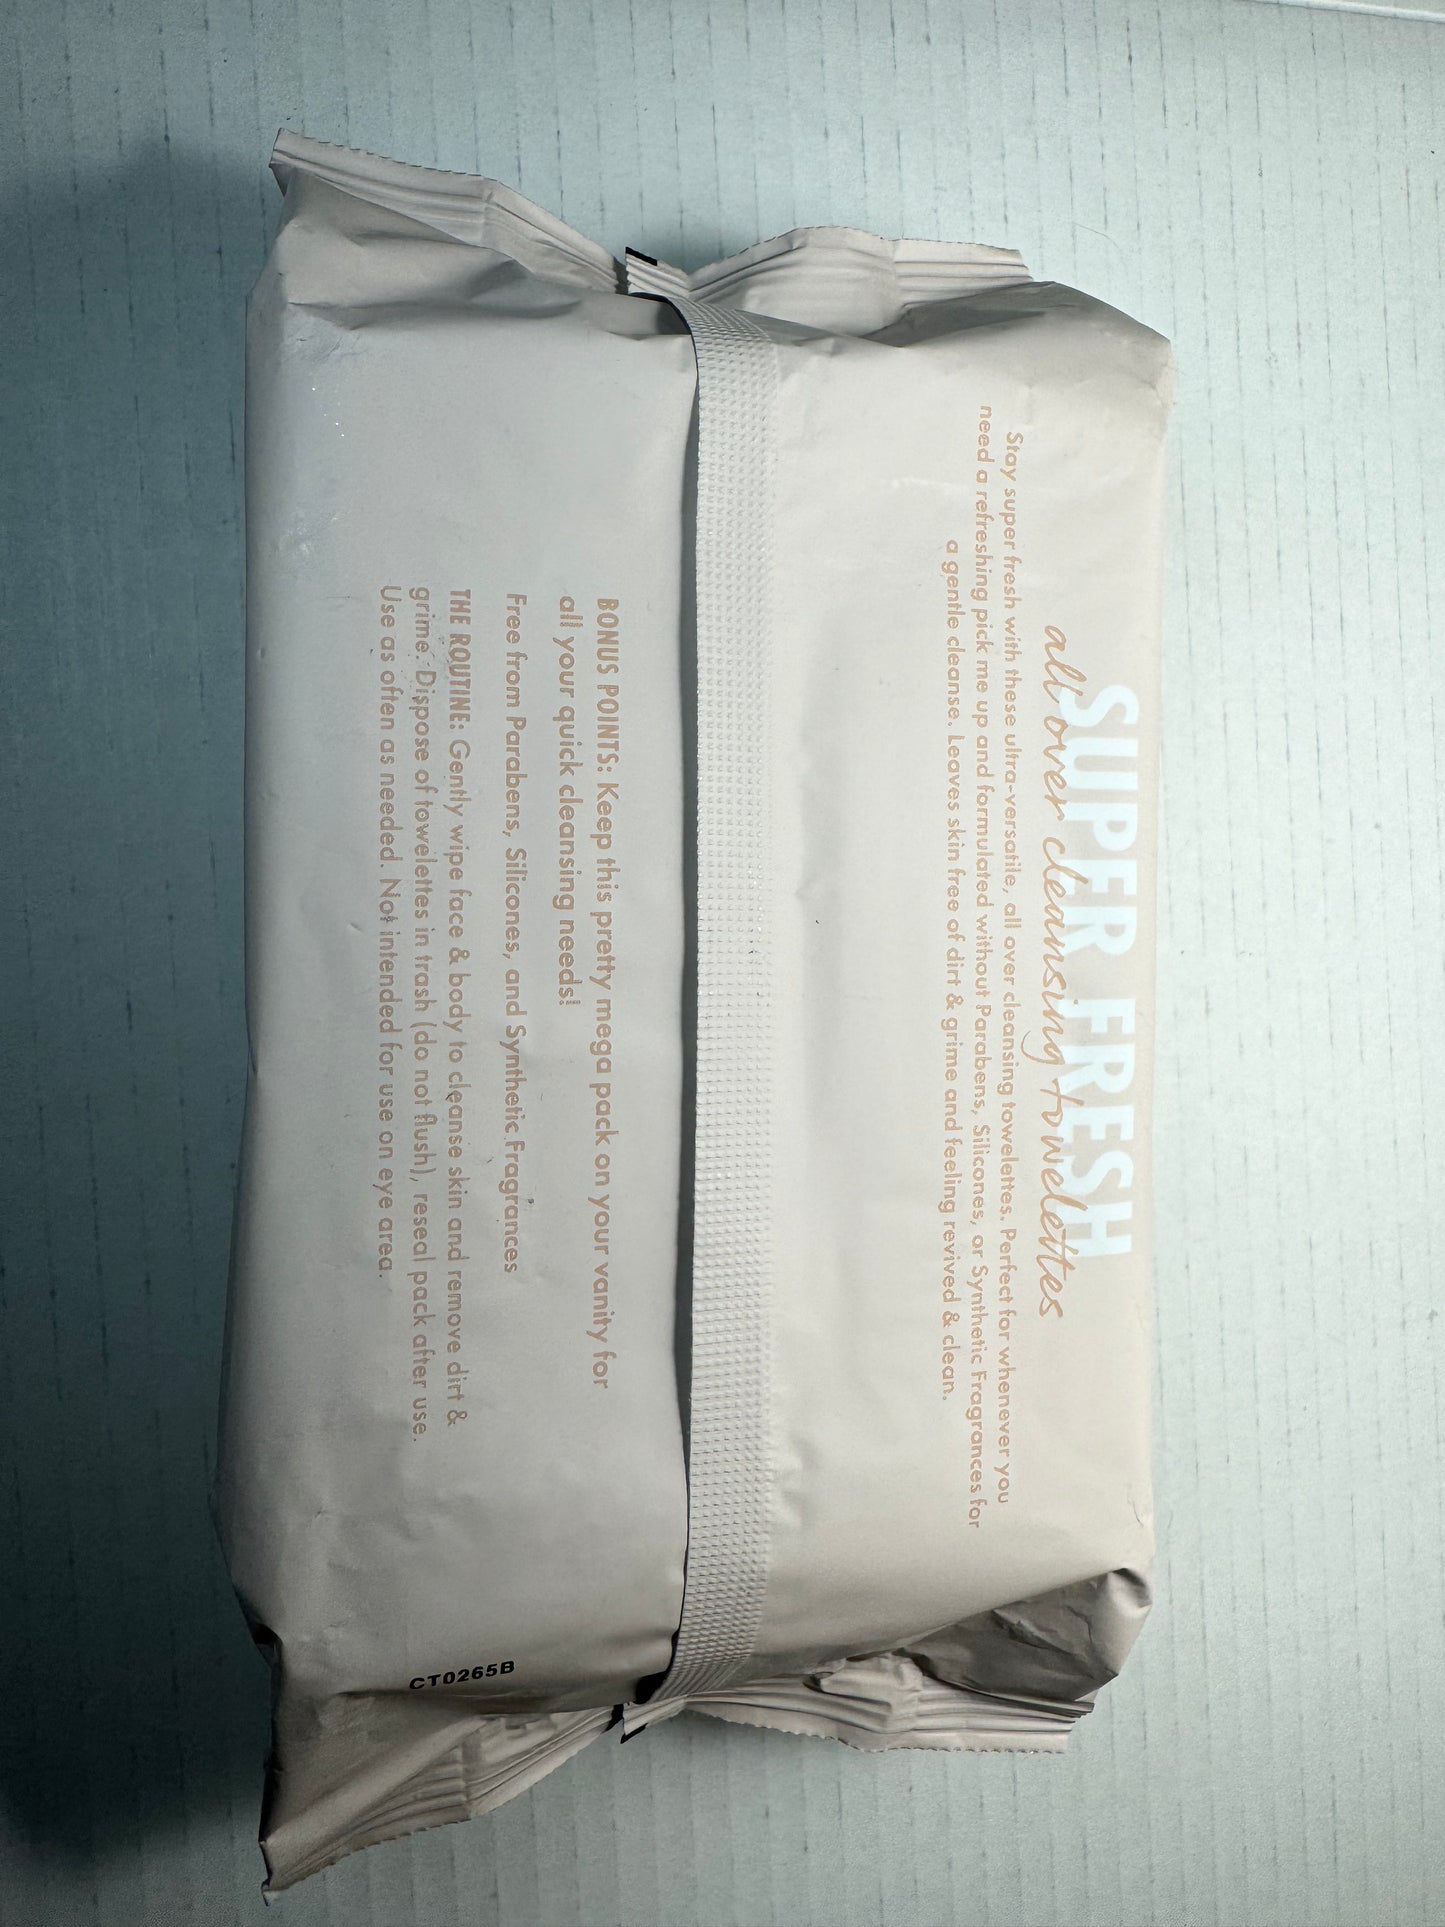 SUPER FRESH
all over cleansing towelettes
Stay super fresh with these ultra-versatile, all over cleansing towelettes. Perfect for whenever you
need a refreshing pick me up and formulated without Parabens, Silicones, or Synthetic Fragrances for
a gentle cleanse. Leaves skin free of dirt & grime and feeling revived & clean.
BONUS POINTS: Keep this pretty mega pack on your vanity for
all your quick cleansing needs!
Free from Parabens, Silicones, and Synthetic Fragrances
THE ROUTINE: Gently wipe face & body to cleanse skin and remove dirt &
grime. Dispose of towelettes in trash (do not flush), reseal pack after use.
Use as often as needed. Not intended for use on eye area.
CT0265B